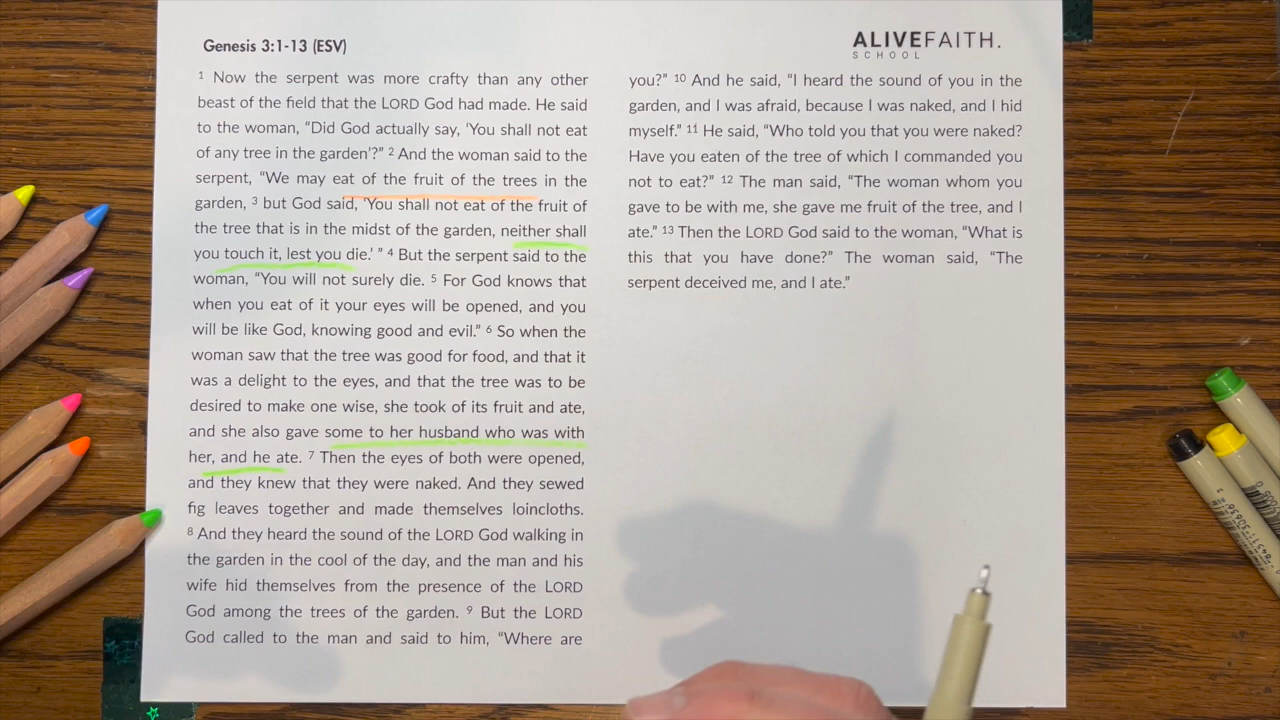 Genesis 3:1-13 (ESV)
ALIVEFAITH.
SCHOOL
1 Now the serpent was more crafty than any other
beast of the field that the LORD God had made. He said
to the woman, “Did God actually say, ‘You shall not eat
of any tree in the garden’?” 2 And the woman said to the
serpent, “We may eat of the fruit of the trees in the
garden, 3 but God said, ‘You shall not eat of the fruit of
the tree that is in the midst of the garden, neither shall
you touch it, lest you die.’ ” 4 But the serpent said to the
woman, “You will not surely die. 5 For God knows that
when you eat of it your eyes will be opened, and you
will be like God, knowing good and evil.” 6 So when the
woman saw that the tree was good for food, and that it
was a delight to the eyes, and that the tree was to be
desired to make one wise, she took of its fruit and ate,
and she also gave some to her husband who was with
her, and he ate. 7 Then the eyes of both were opened,
and they knew that they were naked. And they sewed
fig leaves together and made themselves loincloths.
8 And they heard the sound of the LORD God walking in
the garden in the cool of the day, and the man and his
wife hid themselves from the presence of the LORD
God among the trees of the garden. 9 But the LORD
God called to the man and said to him, “Where are
you?” 10 And he said, “I heard the sound of you in the
garden, and I was afraid, because I was naked, and I hid
myself.” 11 He said, “Who told you that you were naked?
Have you eaten of the tree of which I commanded you
not to eat?” 12 The man said, “The woman whom you
gave to be with me, she gave me fruit of the tree, and I
ate.” 13 Then the LORD God said to the woman, “What is
this that you have done?” The woman said, “The
serpent deceived me, and I ate.”